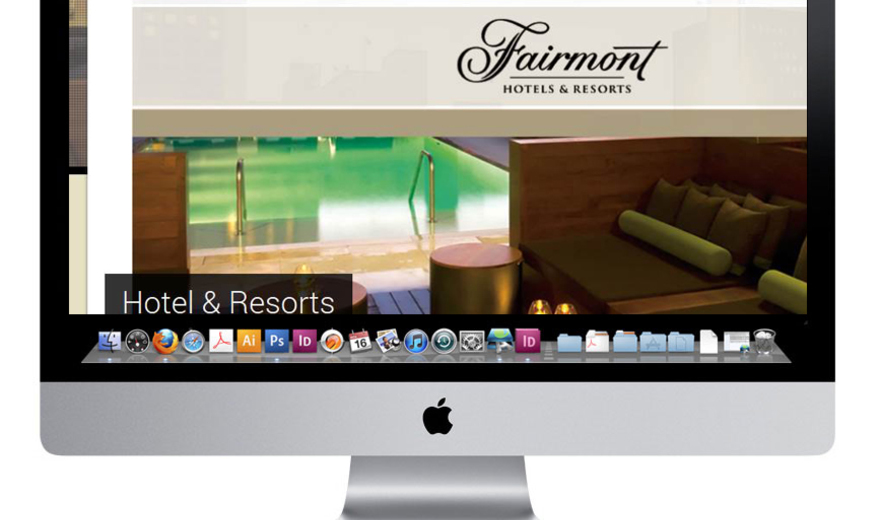 Fairmont
HOTELS & RESORTS
Hotel & Resorts
Ai
Ps
ID
16
ID